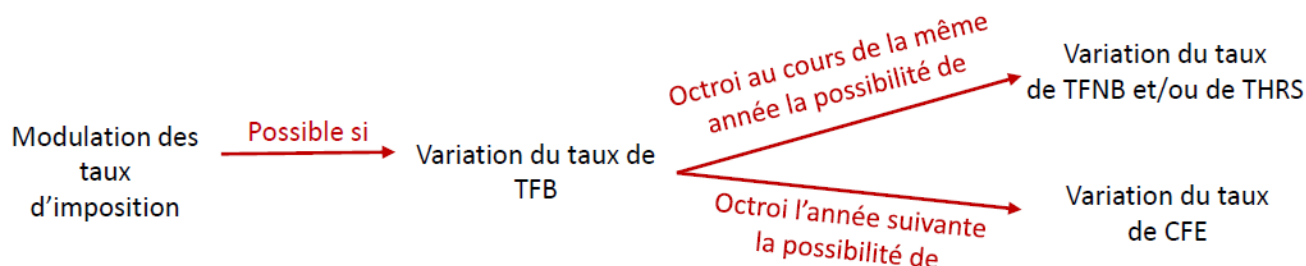 Modulation des
taux
d’imposition
Possible si
Variation du taux de
TFB
Octroi au cours de la même
année la possibilité de
Variation du taux
de TFNB et/ou de THRS
Octroi l’année suivante
la possibilité de
Variation du taux
de CFE